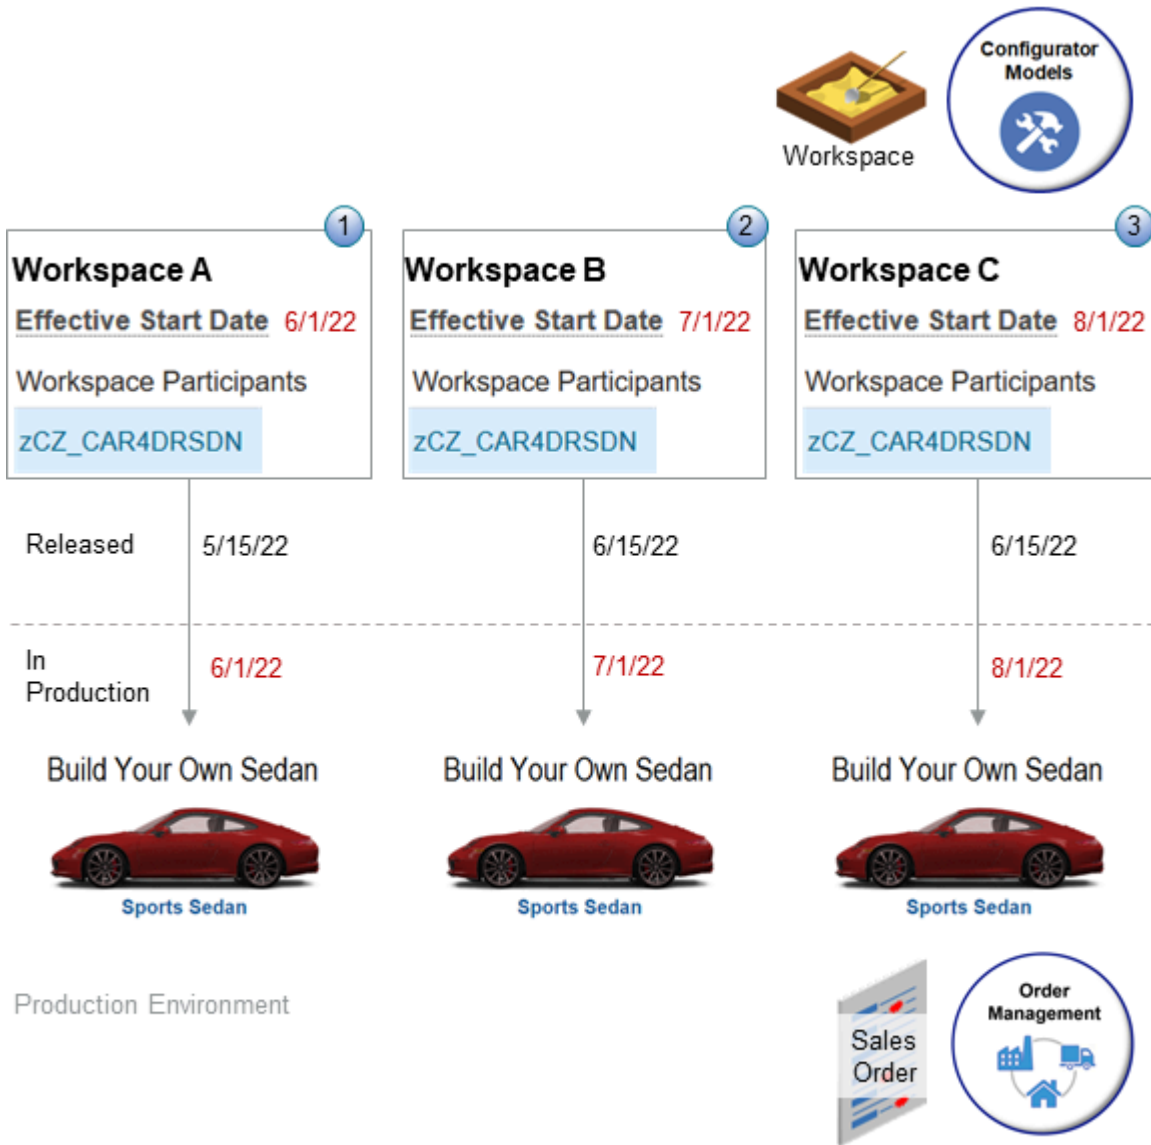 Configurator
Models
Workspace
1
2
3
Workspace A
Effective Start Date 6/1/22
Workspace Participants
zCZ_CAR4DRSDN
Workspace B
Effective Start Date 7/1/22
Workspace Participants
zCZ_CAR4DRSDN
Workspace C
Effective Start Date 8/1/22
Workspace Participants
zCZ_CAR4DRSDN
Released
5/15/22
6/15/22
6/15/22
In
Production
6/1/22
7/1/22
8/1/22
Build Your Own Sedan
Build Your Own Sedan
Build Your Own Sedan
Sports Sedan
Sports Sedan
Sports Sedan
Production Environment
Sales
Order
Order
Management